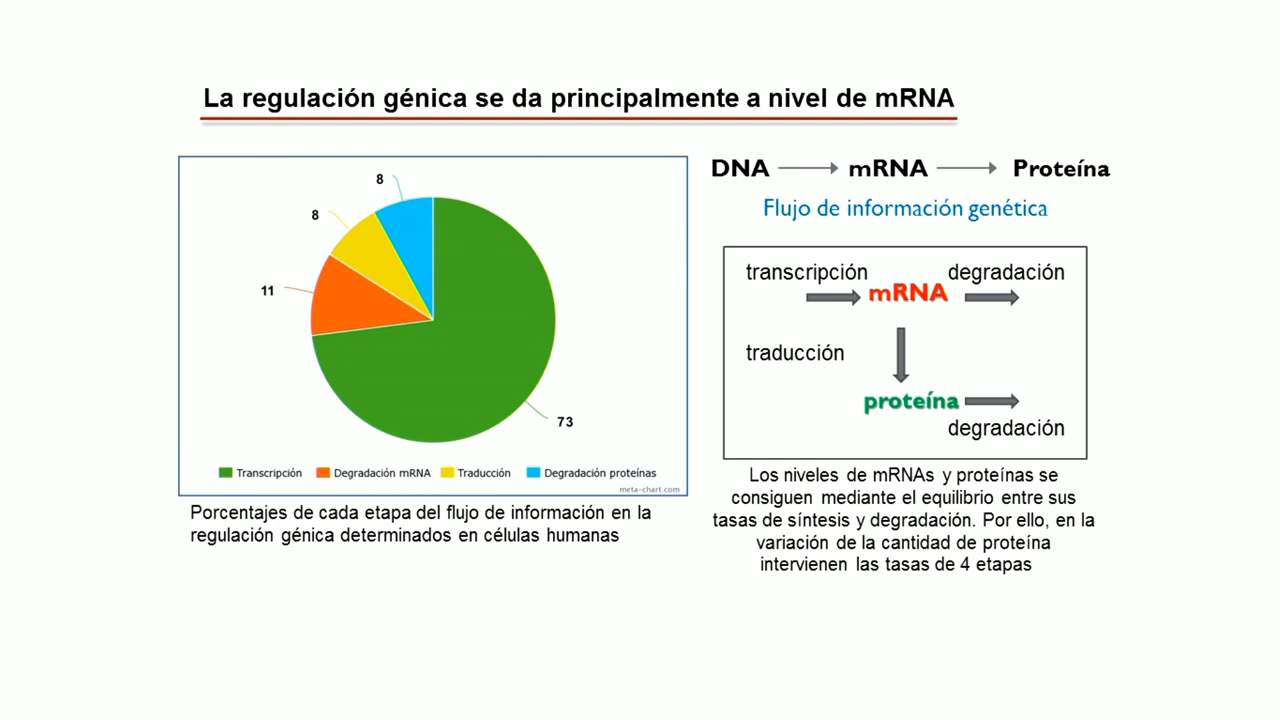 La regulación génica se da principalmente a nivel de mRNA
8
8
11
73
Transcripción Degradación mRNA Traducción Degradación proteínas
meta-chart.com
Porcentajes de cada etapa del flujo de información en la
regulación génica determinados en células humanas
DNA mRNA Proteína
Flujo de información genética
transcripción degradación
mRNA
traducción
proteína
degradación
Los niveles de mRNAs y proteínas se
consiguen mediante el equilibrio entre sus
tasas de síntesis y degradación. Por ello, en la
variación de la cantidad de proteína
intervienen las tasas de 4 etapas